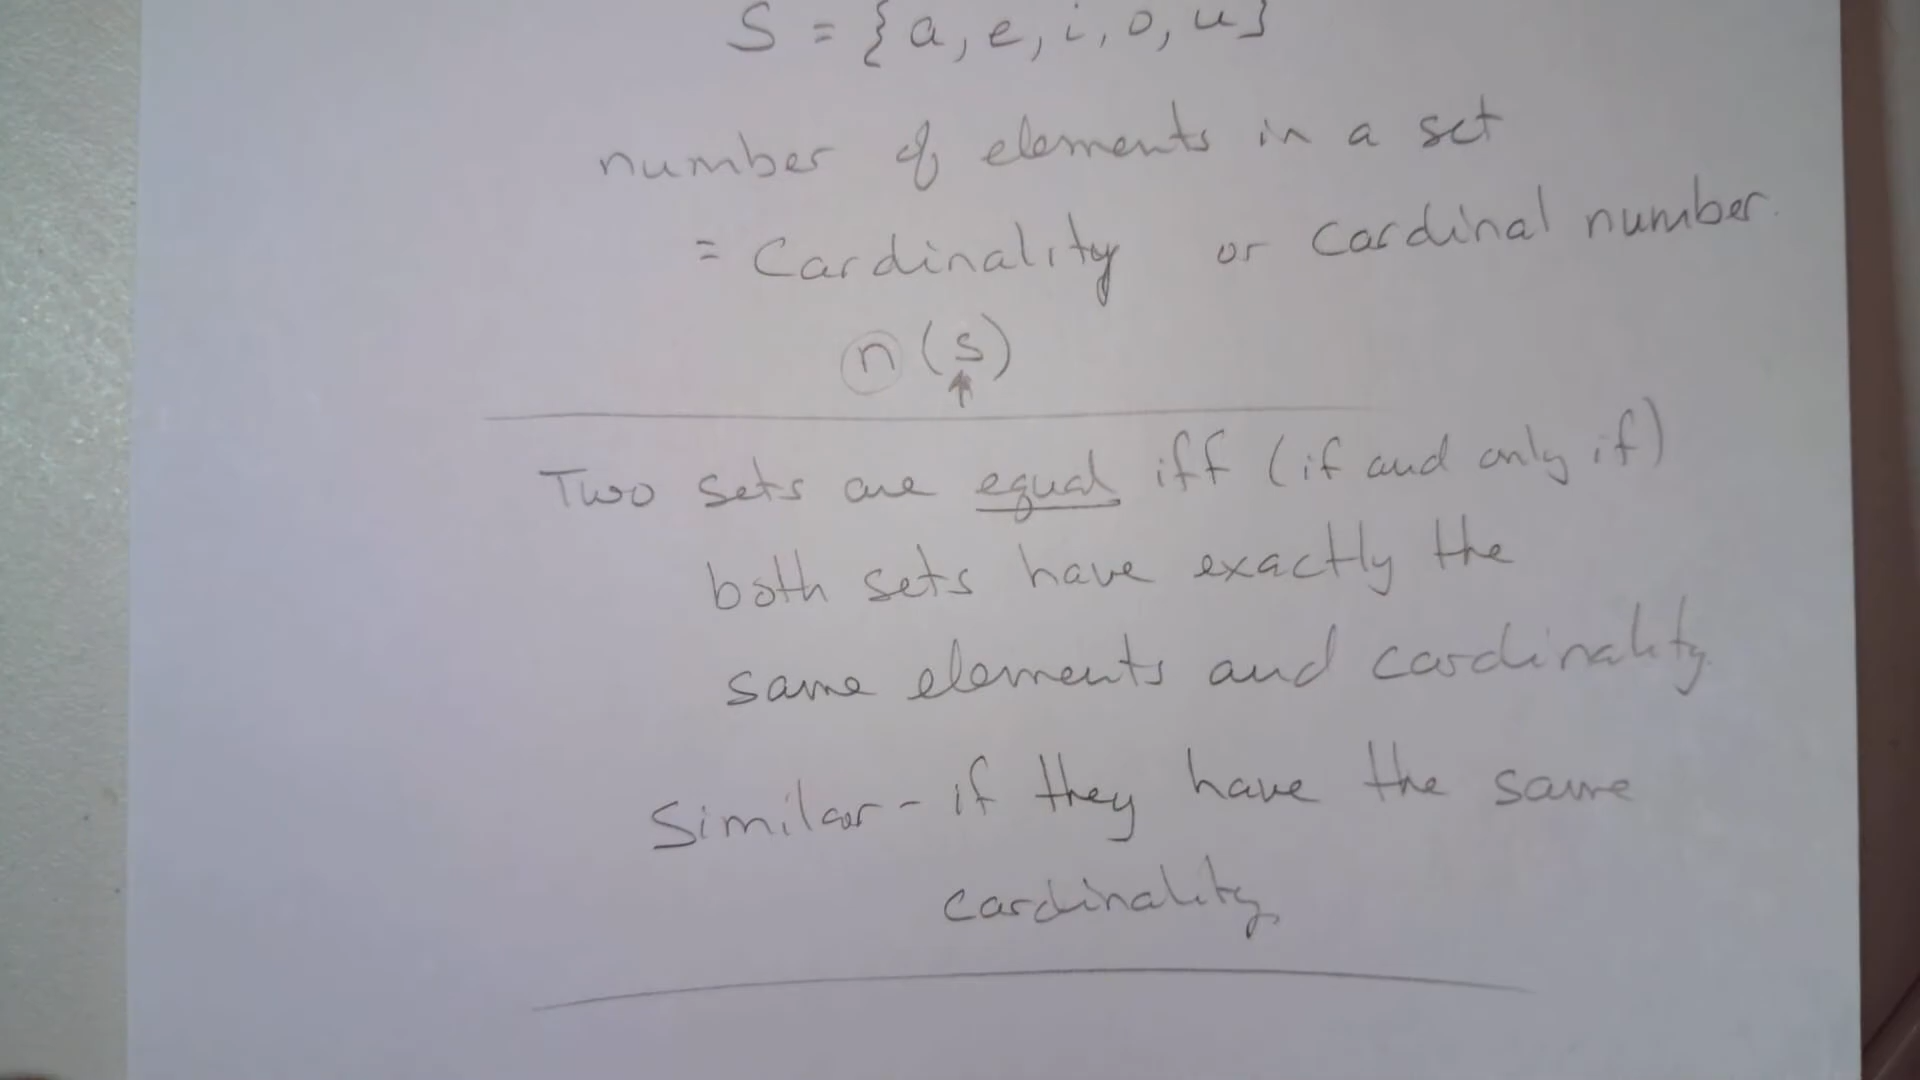 S = {a, e, i, o, u}
number of elements in a set
= Cardinality or Cardinal number.
n (s)
Two sets are equal iff (if and only if)
both sets have exactly the
same elements and cardinality.
Similar - if they have the same
cardinality.